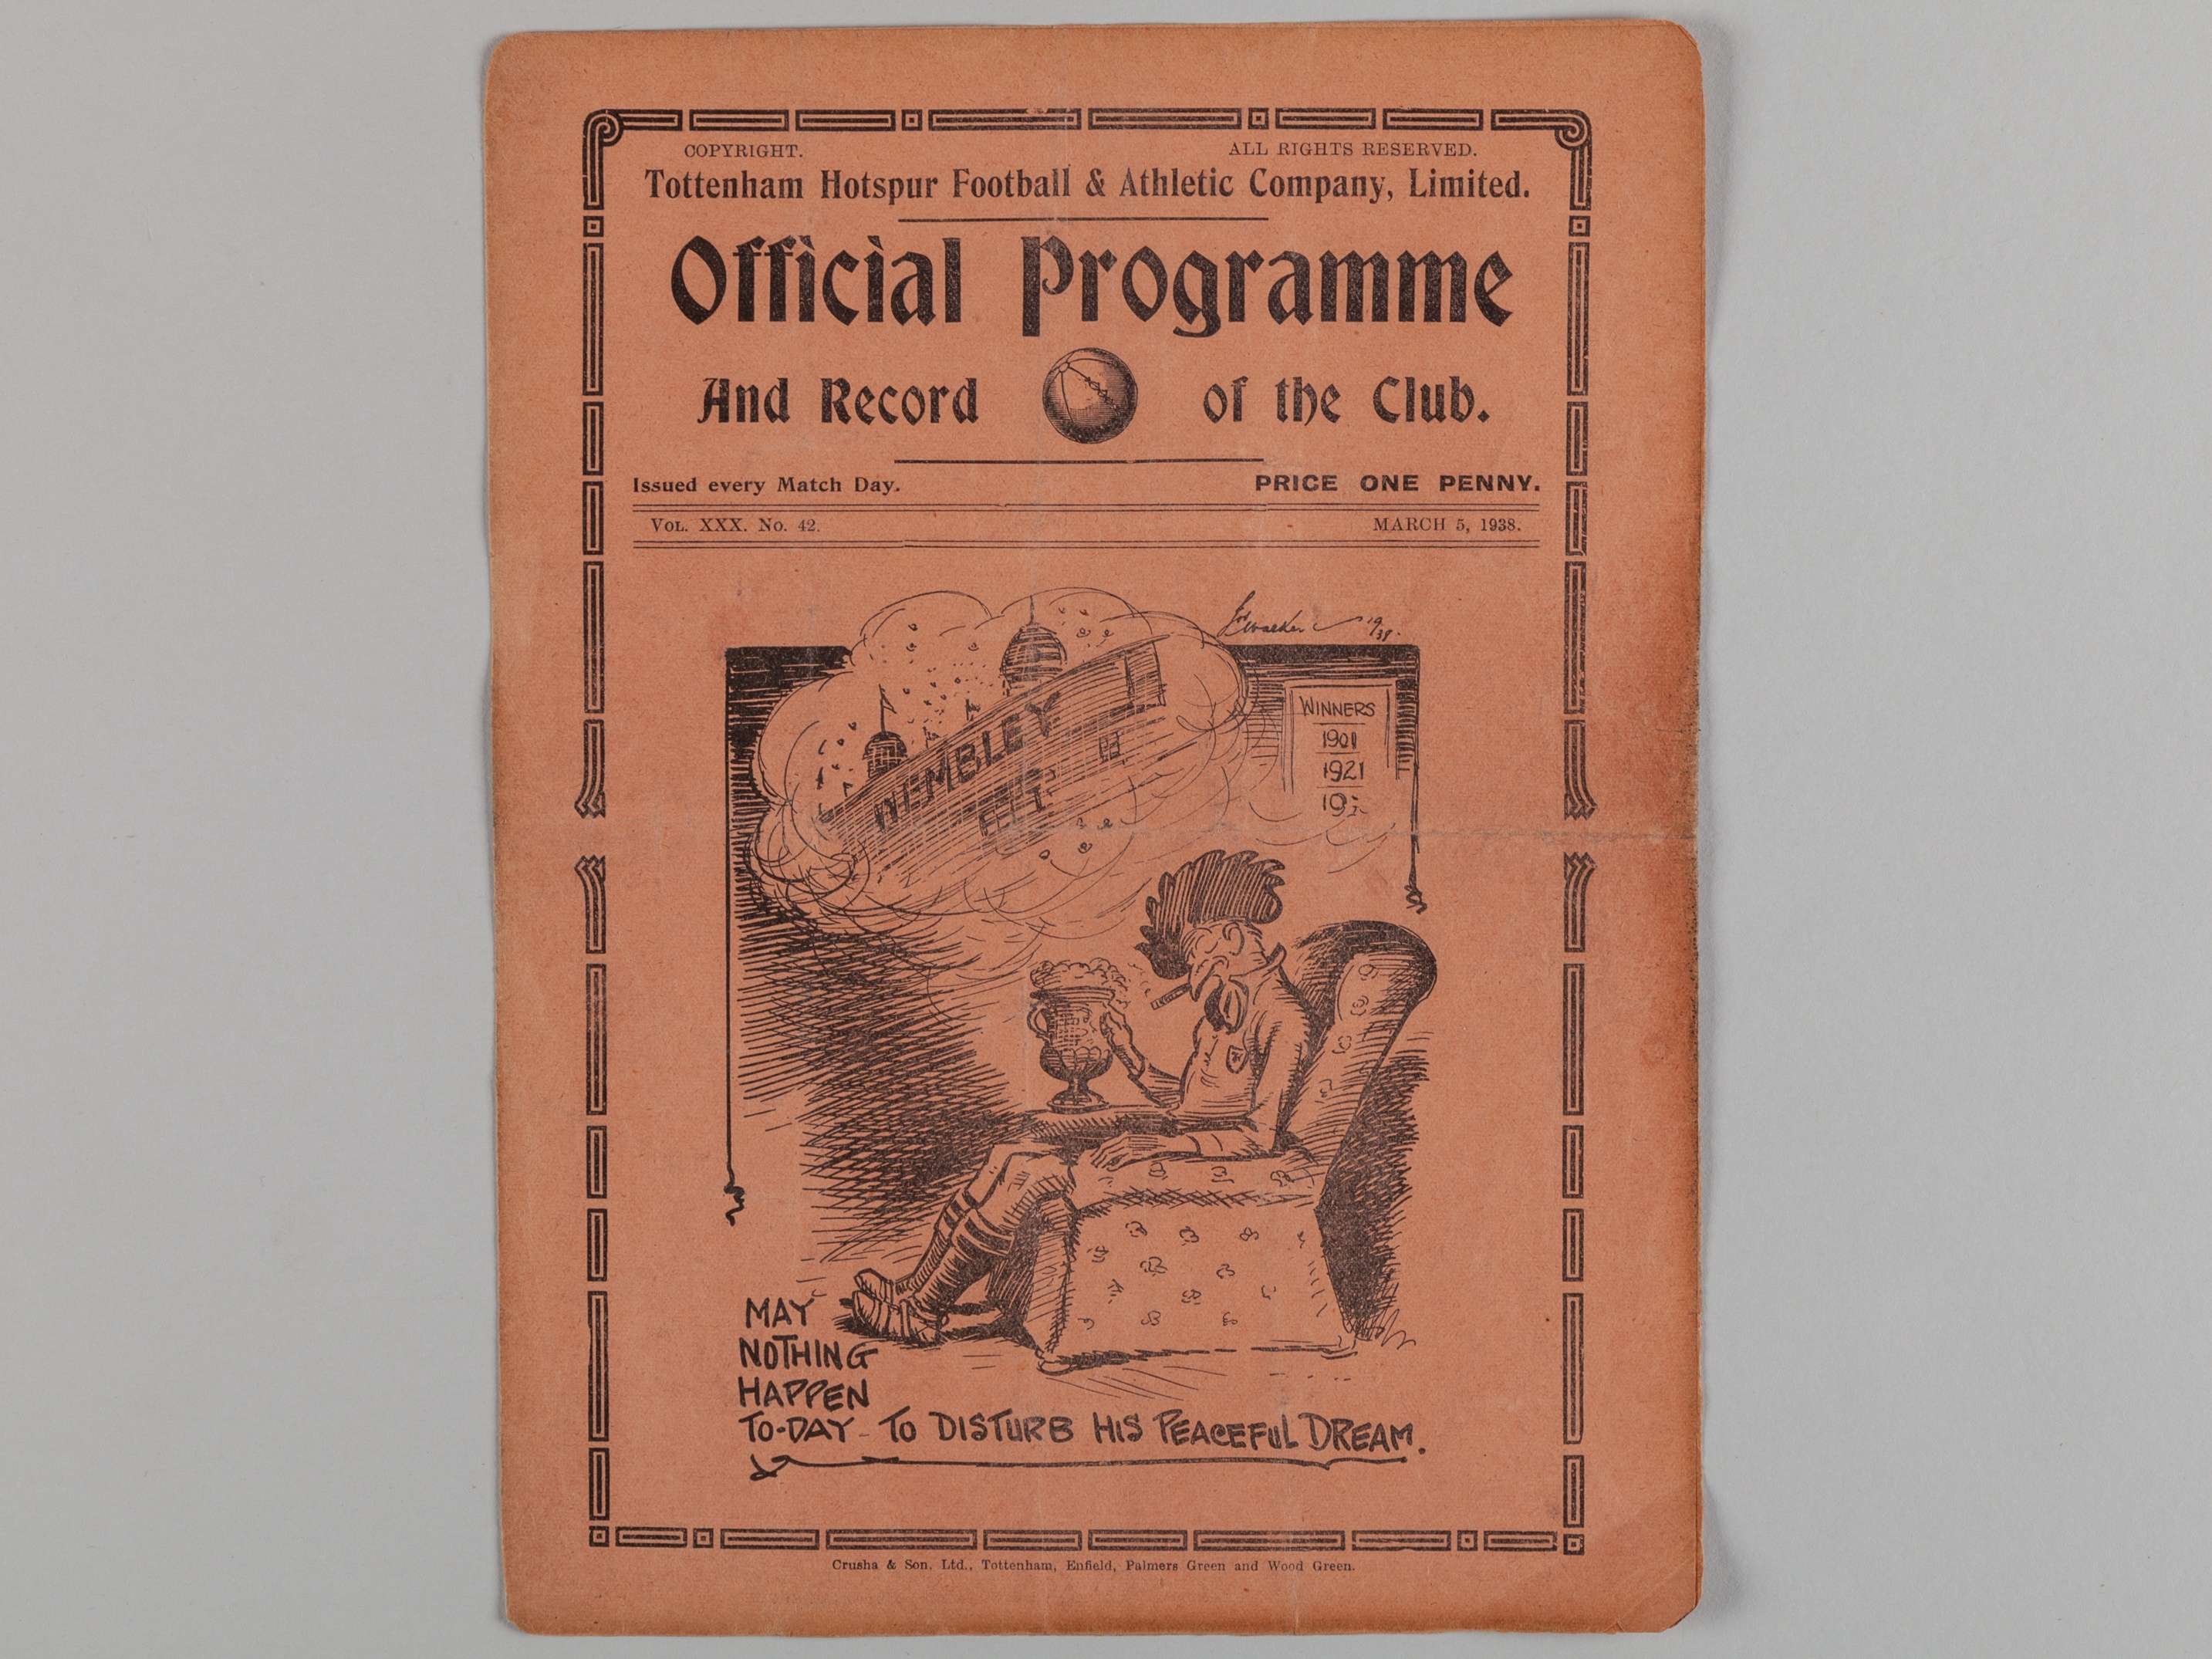 COPYRIGHT. ALL RIGHTS RESERVED.
Tottenham Hotspur Football & Athletic Company, Limited.
Official Programme
And Record of the Club.
Issued every Match Day. PRICE ONE PENNY.
VOL. XXX. No. 42. MARCH 5, 1938.
WEMBLEY
WINNERS
1901
1921
19
MAY
NOTHING
HAPPEN
TO-DAY - TO DISTURB HIS PEACEFUL DREAM.
Crusha & Son, Ltd., Tottenham, Enfield, Palmers Green and Wood Green.